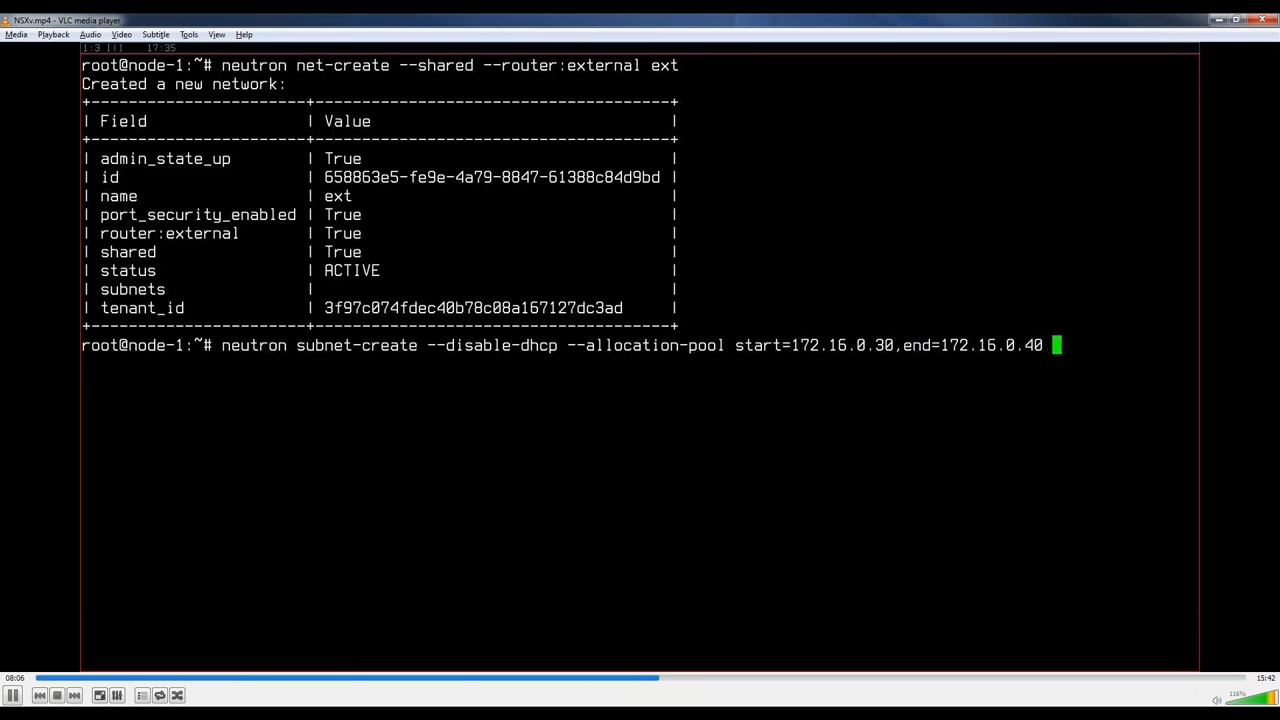 NSXv.mp4 - VLC media player
Media Playback Audio Video Subtitle Tools View Help
1:3 [|] 17:35
root@node-1:~# neutron net-create --shared --router:external ext
Created a new network:
+-----------------------+--------------------------------------+
| Field | Value |
+-----------------------+--------------------------------------+
| admin_state_up | True |
| id | 658863e5-fe9e-4a79-8847-61388c84d9bd |
| name | ext |
| port_security_enabled | True |
| router:external | True |
| shared | True |
| status | ACTIVE |
| subnets | |
| tenant_id | 3f97c074fdec40b78c08a167127dc3ad |
+-----------------------+--------------------------------------+
root@node-1:~# neutron subnet-create --disable-dhcp --allocation-pool start=172.16.0.30,end=172.16.0.40
08:06 15:42
116%